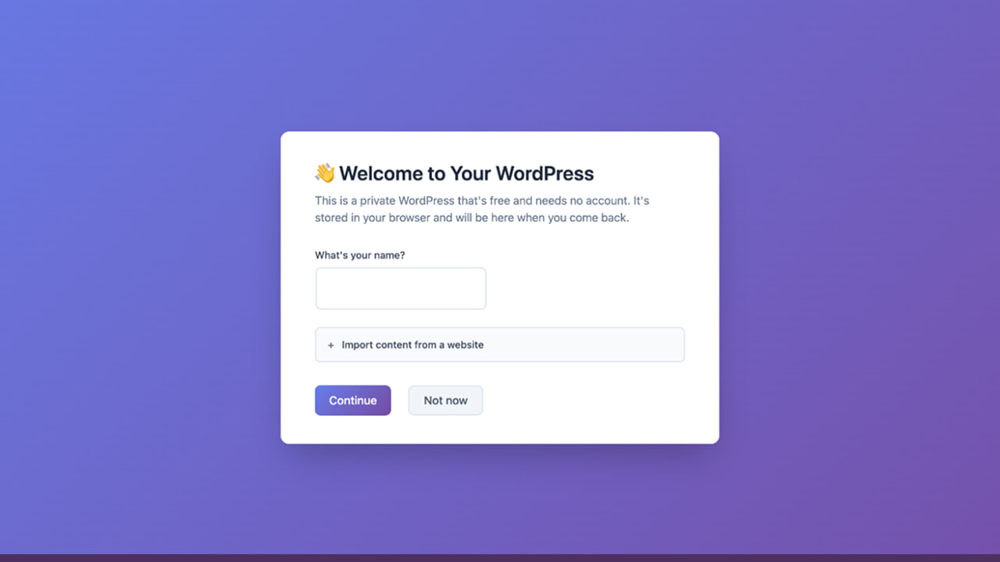 👋 Welcome to Your WordPress
This is a private WordPress that's free and needs no account. It's
stored in your browser and will be here when you come back.
What's your name?
+ Import content from a website
Continue
Not now